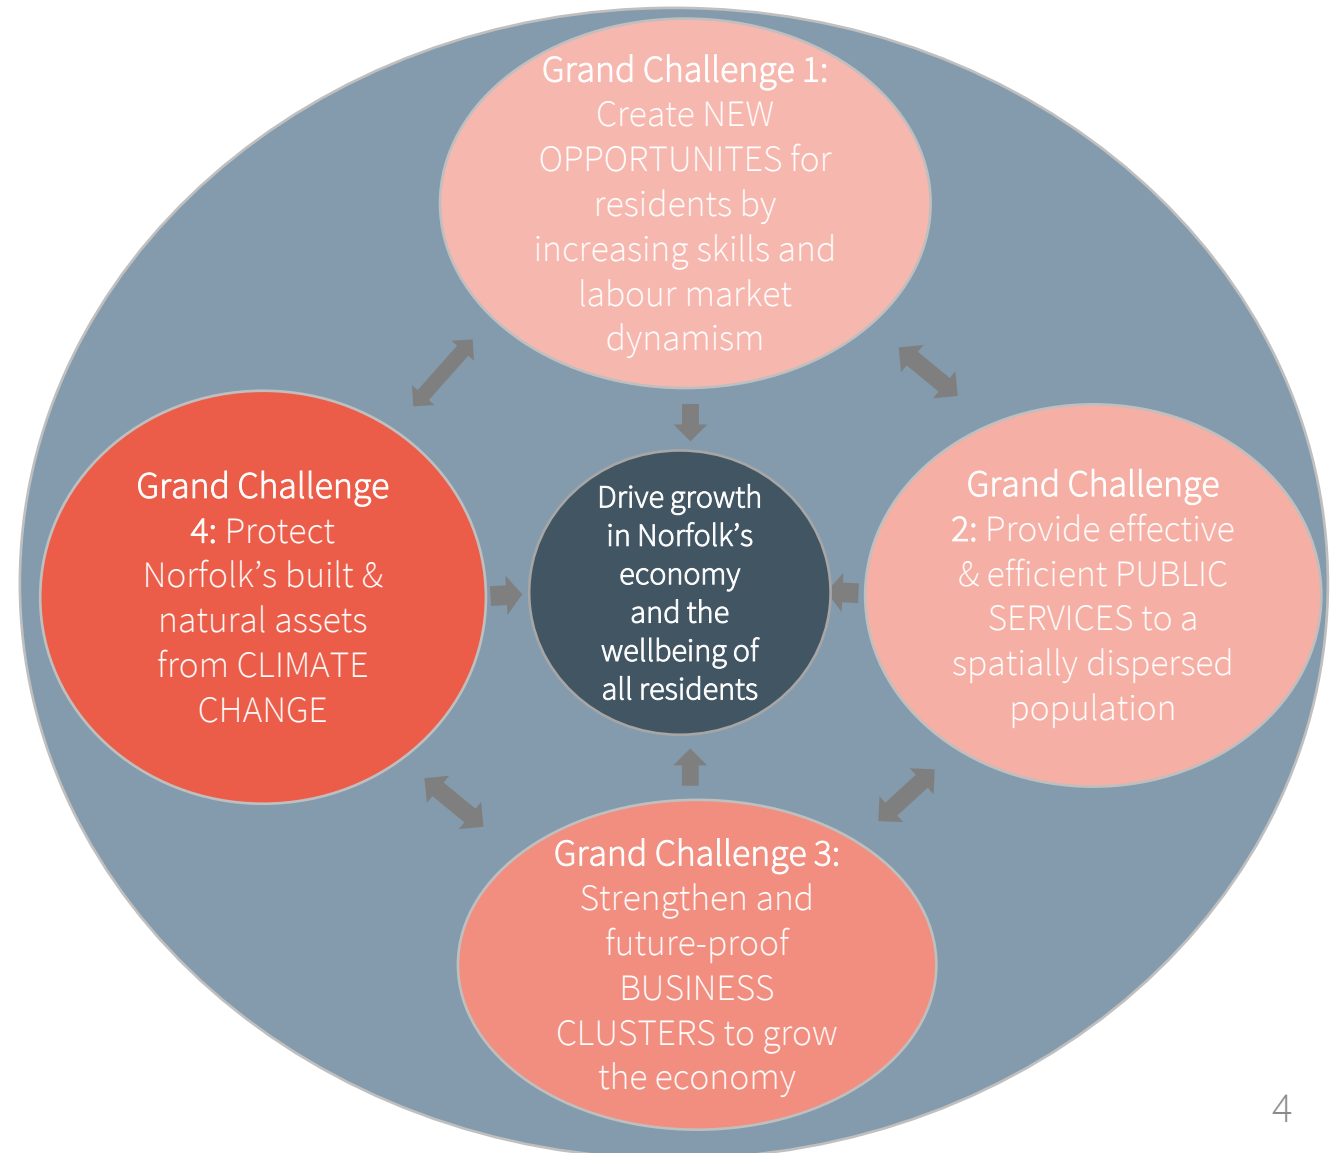 Grand Challenge 1:
Create NEW
OPPORTUNITES for
residents by
increasing skills and
labour market
dynamism
Grand Challenge
4: Protect
Norfolk’s built &
natural assets
from CLIMATE
CHANGE
Drive growth
in Norfolk’s
economy
and the
wellbeing of
all residents
Grand Challenge
2: Provide effective
& efficient PUBLIC
SERVICES to a
spatially dispersed
population
Grand Challenge 3:
Strengthen and
future-proof
BUSINESS
CLUSTERS to grow
the economy
4